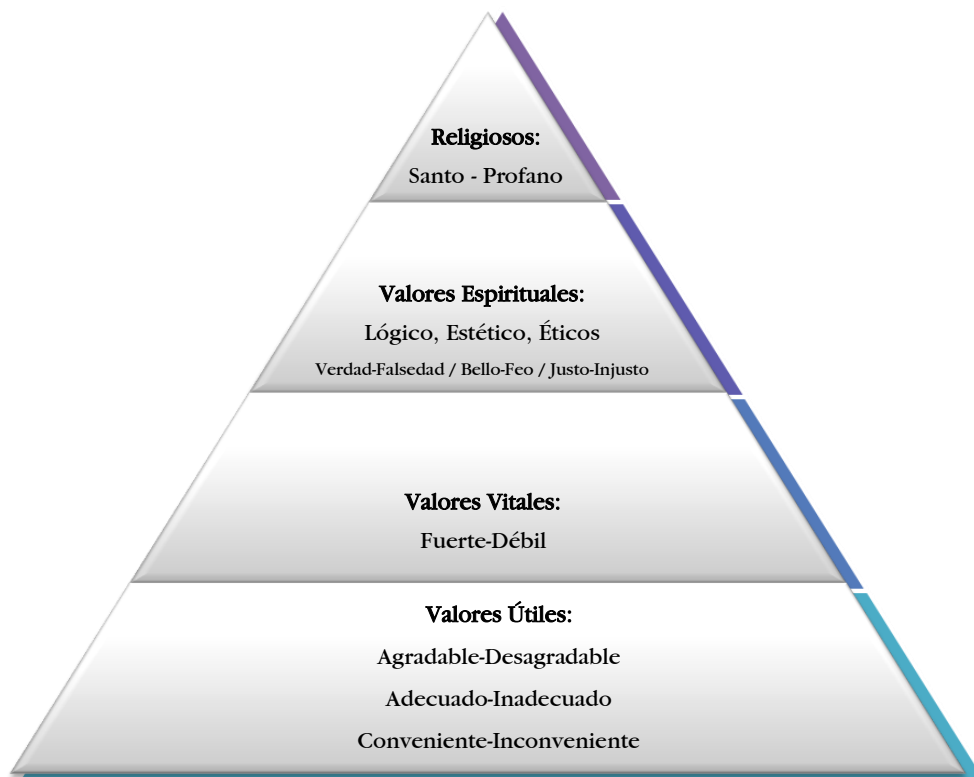 Religiosos:
Santo - Profano
Valores Espirituales:
Lógico, Estético, Éticos
Verdad-Falsedad / Bello-Feo / Justo-Injusto
Valores Vitales:
Fuerte-Débil
Valores Útiles:
Agradable-Desagradable
Adecuado-Inadecuado
Conveniente-Inconveniente